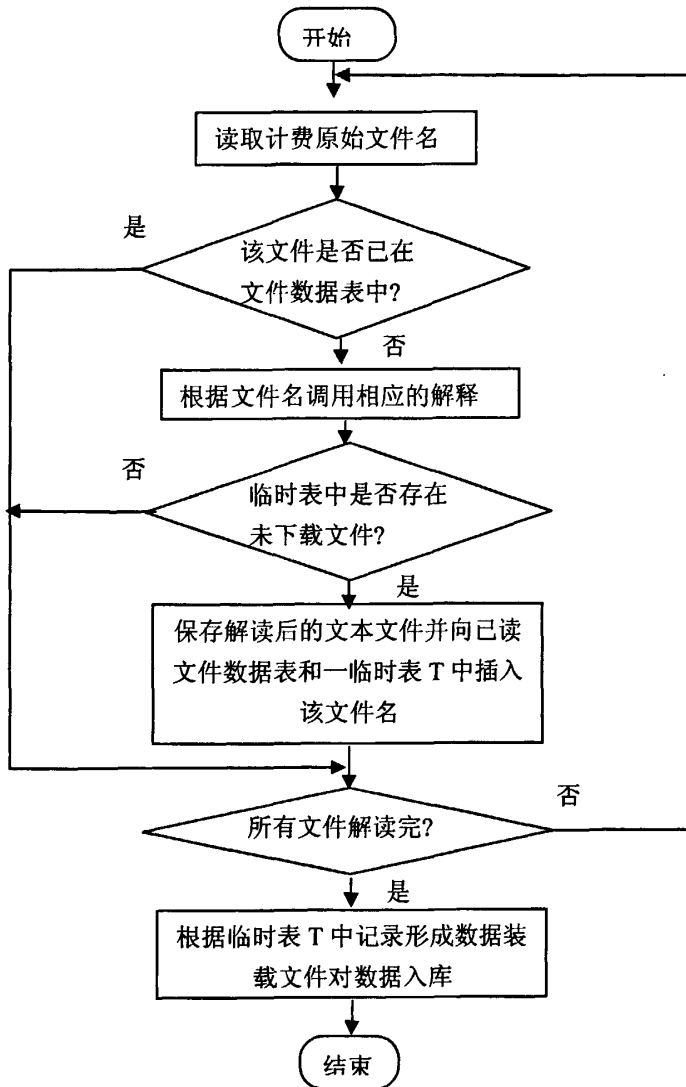 开始
读取计费原始文件名
是
该文件是否已在
文件数据表中?
否
根据文件名调用相应的解释
否
临时表中是否存在
未下载文件?
是
保存解读后的文本文件并向已读
文件数据表和一临时表 T 中插入
该文件名
否
所有文件解读完?
是
根据临时表 T 中记录形成数据装
载文件对数据入库
结束